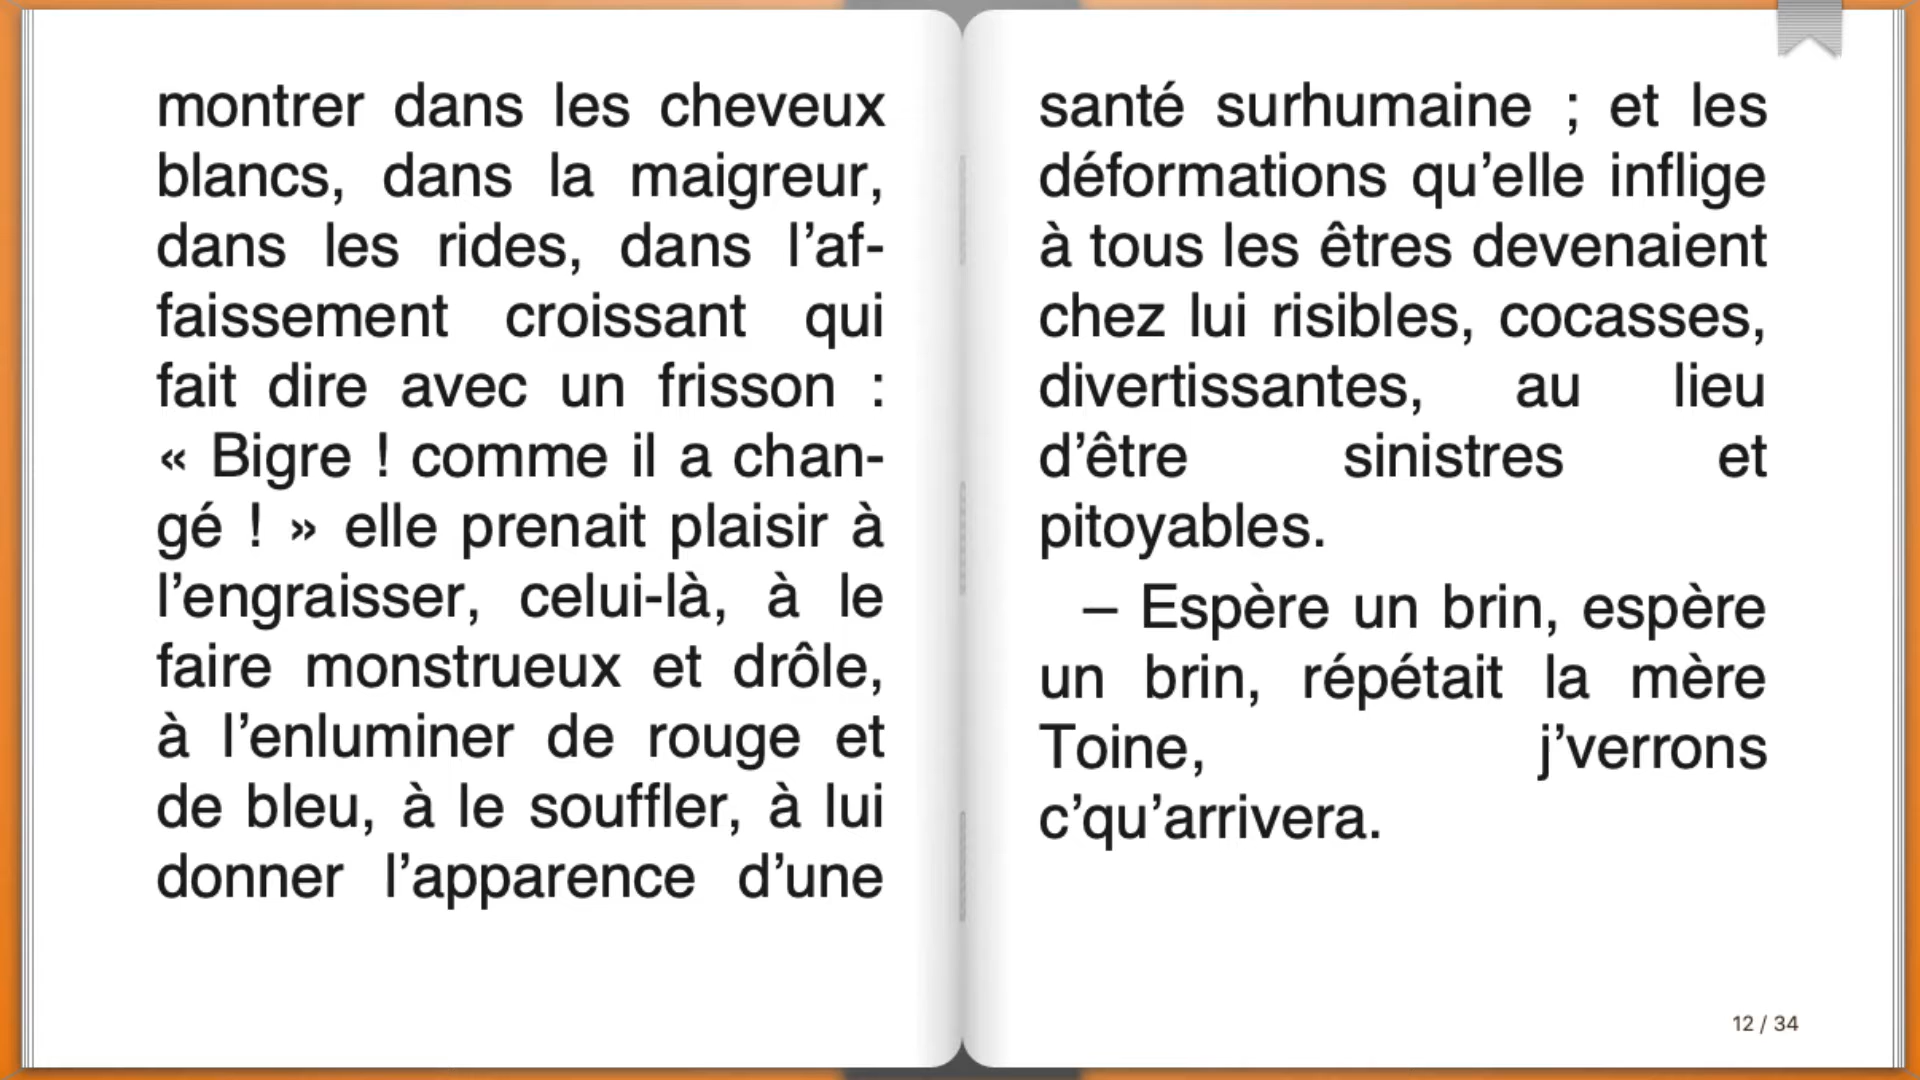 montrer dans les cheveux
blancs, dans la maigreur,
dans les rides, dans l’af-
faissement croissant qui
fait dire avec un frisson :
« Bigre ! comme il a chan-
gé ! » elle prenait plaisir à
l’engraisser, celui-là, à le
faire monstrueux et drôle,
à l’enluminer de rouge et
de bleu, à le souffler, à lui
donner l’apparence d’une
santé surhumaine ; et les
déformations qu’elle inflige
à tous les êtres devenaient
chez lui risibles, cocasses,
divertissantes, au lieu
d’être sinistres et
pitoyables.
– Espère un brin, espère
un brin, répétait la mère
Toine, j’verrons
c’qu’arrivera.
12 / 34